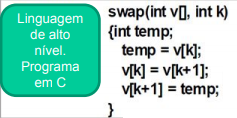 Linguagem
de alto
nível.
Programa
em C
swap(int v[], int k)
{int temp;
temp = v[k];
v[k] = v[k+1];
v[k+1] = temp;
}